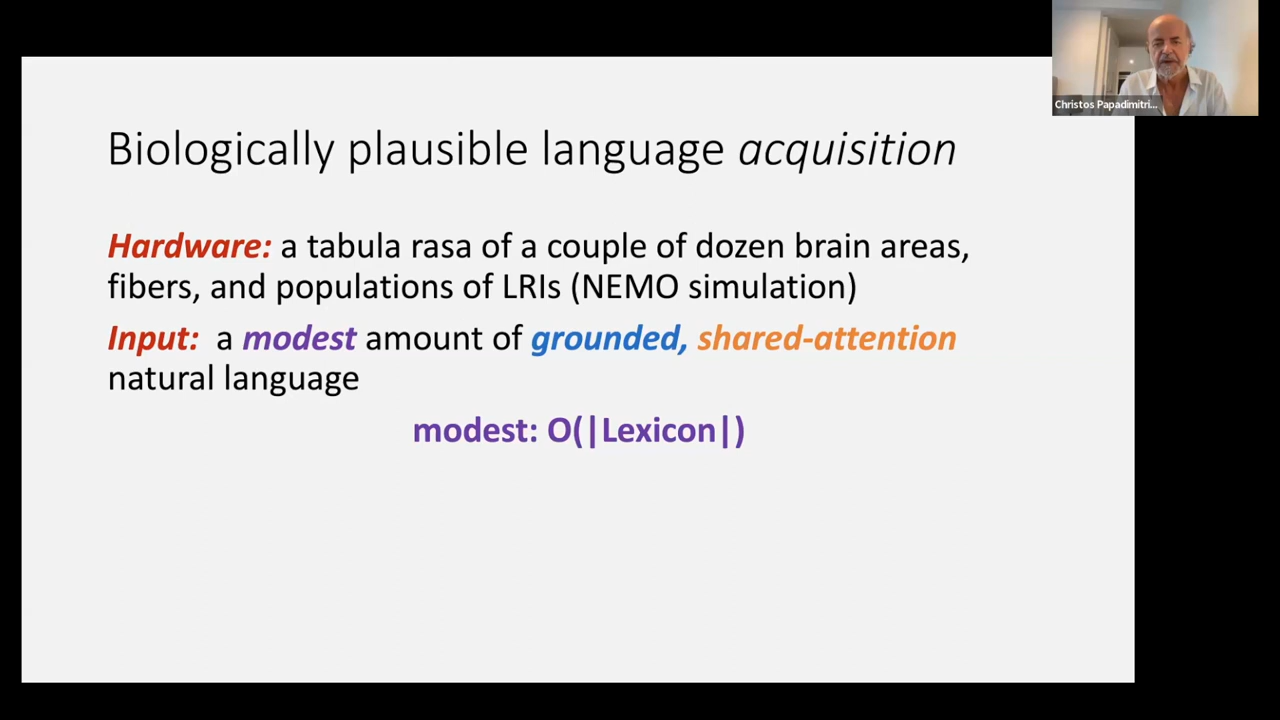 Christos Papadimitri...
Biologically plausible language acquisition
Hardware: a tabula rasa of a couple of dozen brain areas,
fibers, and populations of LRIs (NEMO simulation)
Input: a modest amount of grounded, shared-attention
natural language
modest: O(|Lexicon|)